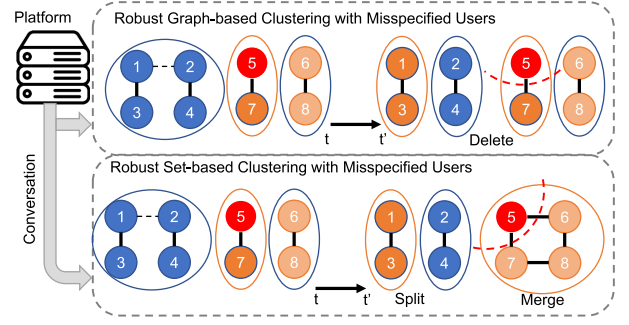 Platform
Robust Graph-based Clustering with Misspecified Users
1 2 5 6 1 2 5 6
3 4 7 8 3 4 7 8
t t' Delete
Conversation
Robust Set-based Clustering with Misspecified Users
1 2 5 6 1 2 5 6
3 4 7 8 3 4 7 8
t t' Split Merge